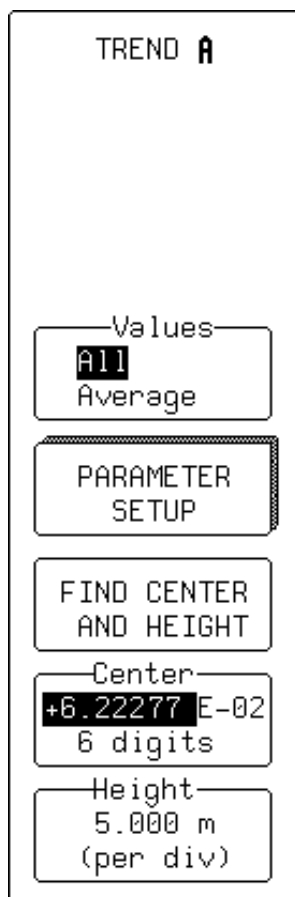 TREND A
Values
All
Average
PARAMETER
SETUP
FIND CENTER
AND HEIGHT
Center
+6.22277 E-02
6 digits
Height
5.000 m
(per div)